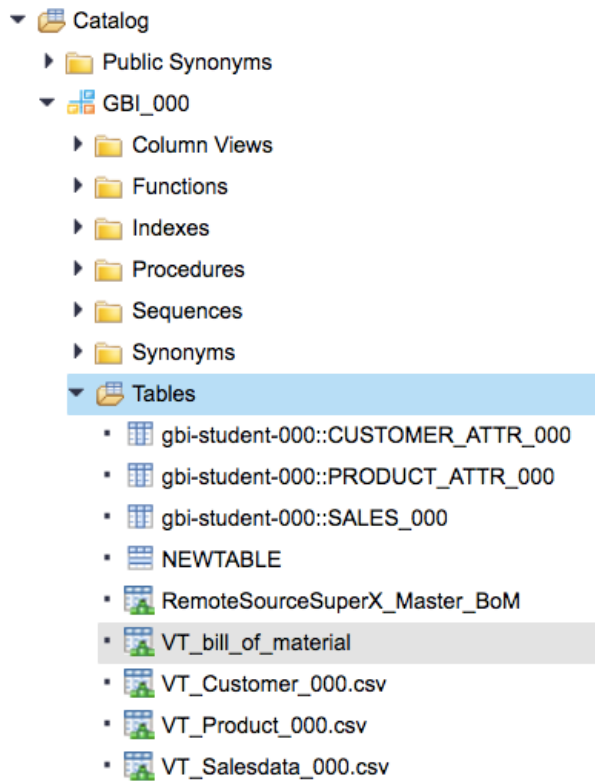 Catalog
Public Synonyms
GBI_000
Column Views
Functions
Indexes
Procedures
Sequences
Synonyms
Tables
gbi-student-000::CUSTOMER_ATTR_000
gbi-student-000::PRODUCT_ATTR_000
gbi-student-000::SALES_000
NEWTABLE
RemoteSourceSuperX_Master_BoM
VT_bill_of_material
VT_Customer_000.csv
VT_Product_000.csv
VT_Salesdata_000.csv